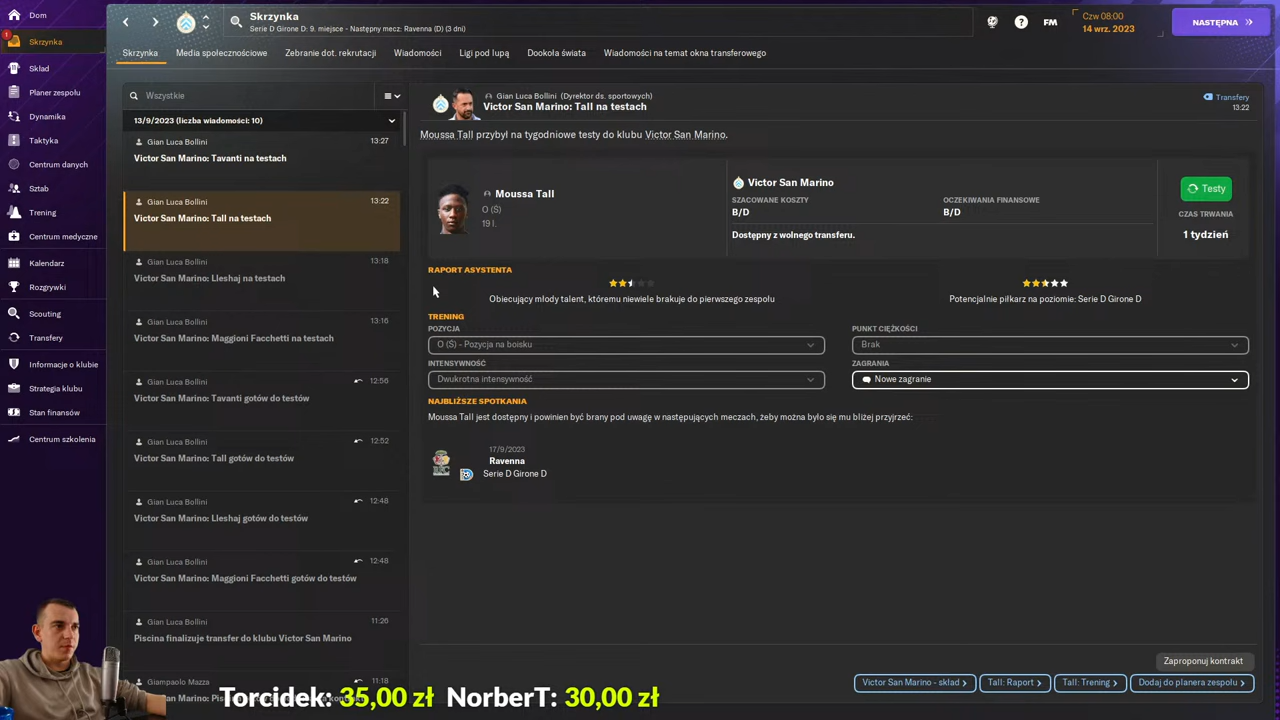 Dom
Skrzynka
1
Skład
Planer zespołu
Dynamika
Taktyka
Centrum danych
Sztab
Trening
Centrum medyczne
Kalendarz
Rozgrywki
Scouting
Transfery
Informacje o klubie
Strategia klubu
Stan finansów
Centrum szkolenia
Skrzynka
Serie D Girone D: 9. miejsce - Następny mecz: Ravenna (D) (3 dni)
FM
Czw 08:00
14 wrz. 2023
NASTĘPNA
Skrzynka
Media społecznościowe
Zebranie dot. rekrutacji
Wiadomości
Ligi pod lupą
Dookoła świata
Wiadomości na temat okna transferowego
Wszystkie
13/9/2023 (liczba wiadomości: 10)
Gian Luca Bollini 13:27
Victor San Marino: Tavanti na testach
Gian Luca Bollini 13:22
Victor San Marino: Tall na testach
Gian Luca Bollini 13:18
Victor San Marino: Lleshaj na testach
Gian Luca Bollini 13:16
Victor San Marino: Maggioni Facchetti na testach
Gian Luca Bollini 12:56
Victor San Marino: Tavanti gotów do testów
Gian Luca Bollini 12:52
Victor San Marino: Tall gotów do testów
Gian Luca Bollini 12:48
Victor San Marino: Lleshaj gotów do testów
Gian Luca Bollini 12:48
Victor San Marino: Maggioni Facchetti gotów do testów
Gian Luca Bollini 11:26
Piscina finalizuje transfer do klubu Victor San Marino
Giampaolo Mazza 11:18
Gian Luca Bollini (Dyrektor ds. sportowych)
Victor San Marino: Tall na testach
Transfery
13:22
Moussa Tall przybył na tygodniowe testy do klubu Victor San Marino.
Moussa Tall
O (Ś)
19 l.
Victor San Marino
SZACOWANE KOSZTY
B/D
OCZEKIWANIA FINANSOWE
B/D
Dostępny z wolnego transferu.
Testy
CZAS TRWANIA
1 tydzień
RAPORT ASYSTENTA
Obiecujący młody talent, któremu niewiele brakuje do pierwszego zespołu
Potencjalnie piłkarz na poziomie: Serie D Girone D
TRENING
POZYCJA
O (Ś) - Pozycja na boisku
PUNKT CIĘŻKOŚCI
Brak
INTENSYWNOŚĆ
Dwukrotna intensywność
ZAGRANIA
Nowe zagranie
NAJBLIŻSZE SPOTKANIA
Moussa Tall jest dostępny i powinien być brany pod uwagę w następujących meczach, żeby można było się mu bliżej przyjrzeć:
17/9/2023
Ravenna
Serie D Girone D
Zaproponuj kontrakt
Victor San Marino - skład
Tall: Raport
Tall: Trening
Dodaj do planera zespołu
Torcidek: 35,00 zł NorberT: 30,00 zł